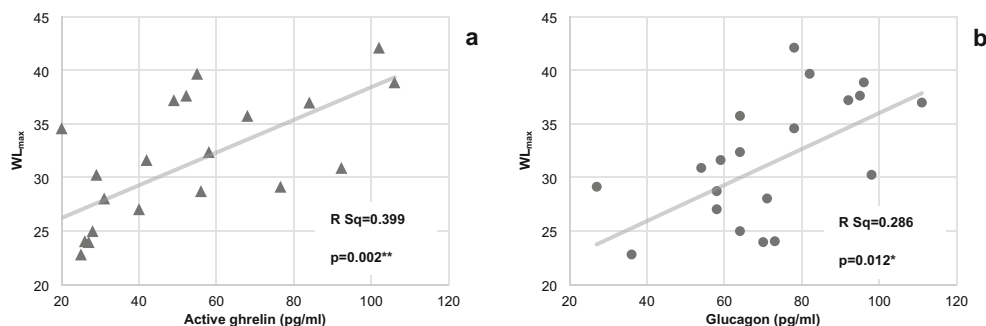 a
45
40
35
30
25
20
WLmax
R Sq=0.399
p=0.002**
20 40 60 80 100 120
Active ghrelin (pg/ml)
b
45
40
35
30
25
20
WLmax
R Sq=0.286
p=0.012*
20 40 60 80 100 120
Glucagon (pg/ml)